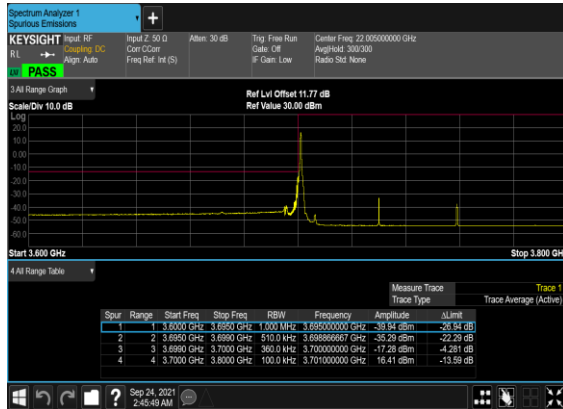 Spectrum Analyzer 1
Spurious Emissions
+
KEYSIGHT Input: RF Input Z: 50 Ω Atten: 30 dB Trig: Free Run Center Freq: 22.005000000 GHz
RL Coupling: DC Corr CCorr Gate: Off Avg|Hold: 300/300
Align: Auto Freq Ref: Int (S) IF Gain: Low Radio Std: None
PASS
3 All Range Graph
Ref Lvl Offset 11.77 dB
Scale/Div 10.0 dB Ref Value 30.00 dBm
Log
20.0
10.0
0.00
-10.0
-20.0
-30.0
-40.0
-50.0
-60.0
Start 3.600 GHz Stop 3.800 GH
4 All Range Table
Measure Trace Trace 1
Trace Type Trace Average (Active)
Spur Range Start Freq Stop Freq RBW Frequency Amplitude ΔLimit
1 1 3.6000 GHz 3.6950 GHz 1.000 MHz 3.695000000 GHz -39.94 dBm -26.94 dB
2 2 3.6950 GHz 3.6990 GHz 510.0 kHz 3.698866667 GHz -35.29 dBm -22.29 dB
3 3 3.6990 GHz 3.7000 GHz 360.0 kHz 3.700000000 GHz -17.28 dBm -4.281 dB
4 4 3.7000 GHz 3.8000 GHz 100.0 kHz 3.701000000 GHz 16.41 dBm -13.59 dB
? Sep 24, 2021
2:45:49 AM